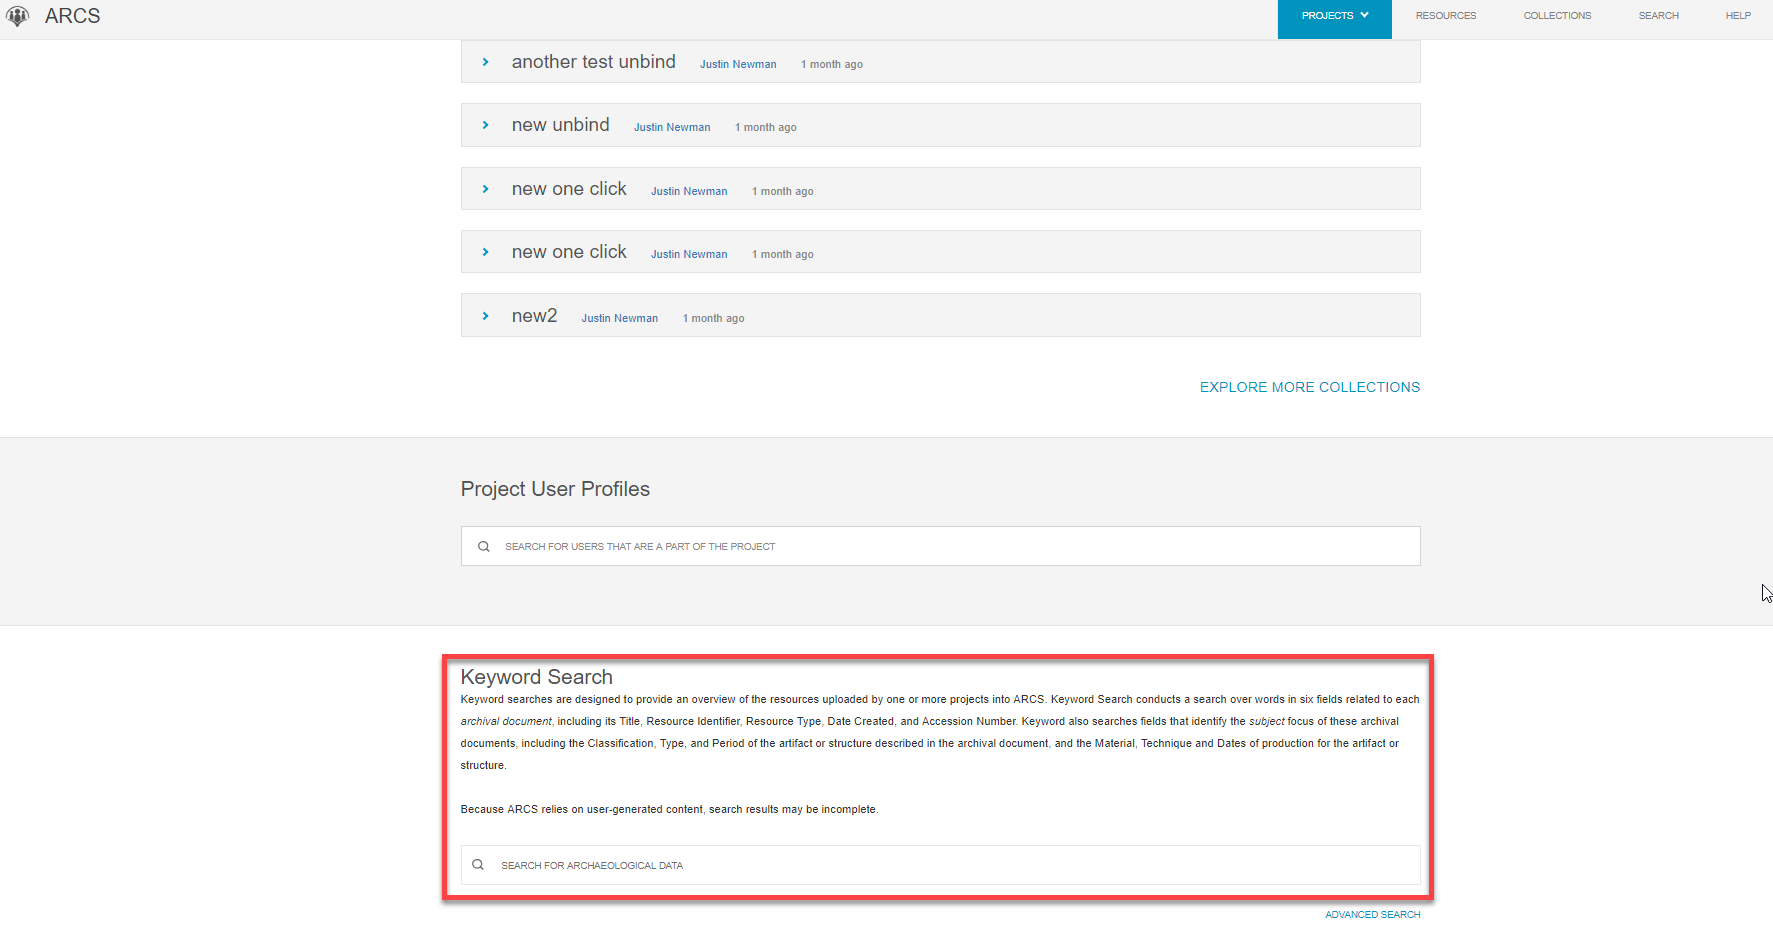 ARCS
PROJECTS RESOURCES COLLECTIONS SEARCH HELP
another test unbind Justin Newman 1 month ago
new unbind Justin Newman 1 month ago
new one click Justin Newman 1 month ago
new one click Justin Newman 1 month ago
new2 Justin Newman 1 month ago
EXPLORE MORE COLLECTIONS
Project User Profiles
SEARCH FOR USERS THAT ARE A PART OF THE PROJECT
Keyword Search
Keyword searches are designed to provide an overview of the resources uploaded by one or more projects into ARCS. Keyword Search conducts a search over words in six fields related to each
archival document, including its Title, Resource Identifier, Resource Type, Date Created, and Accession Number. Keyword also searches fields that identify the subject focus of these archival
documents, including the Classification, Type, and Period of the artifact or structure described in the archival document, and the Material, Technique and Dates of production for the artifact or
structure.
Because ARCS relies on user-generated content, search results may be incomplete.
SEARCH FOR ARCHAEOLOGICAL DATA
ADVANCED SEARCH